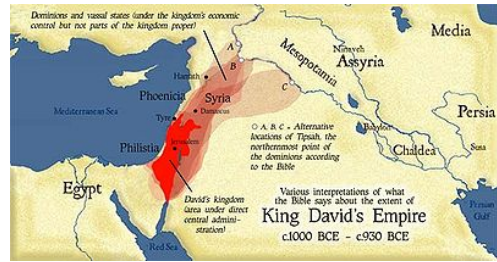 Dominions and vassal states (under the kingdom's economic
control but not parts of the kingdom proper)
A
B
C
Mesopotamia
Nineveh
Assyria
Media
Hamath
Phoenicia
Syria
Mediterranean Sea
Tyre
Damascus
A, B, C = Alternative
locations of Tipsah, the
northernmost point of
the dominions according
to the Bible
Babylon
Chaldea
Persia
Susa
Philistia
Jerusalem
Egypt
David's kingdom
(area under direct
central admini-
stration)
Various interpretations of what
the Bible says about the extent of
King David's Empire
c.1000 BCE – c.930 BCE
Red Sea
Persian
Gulf